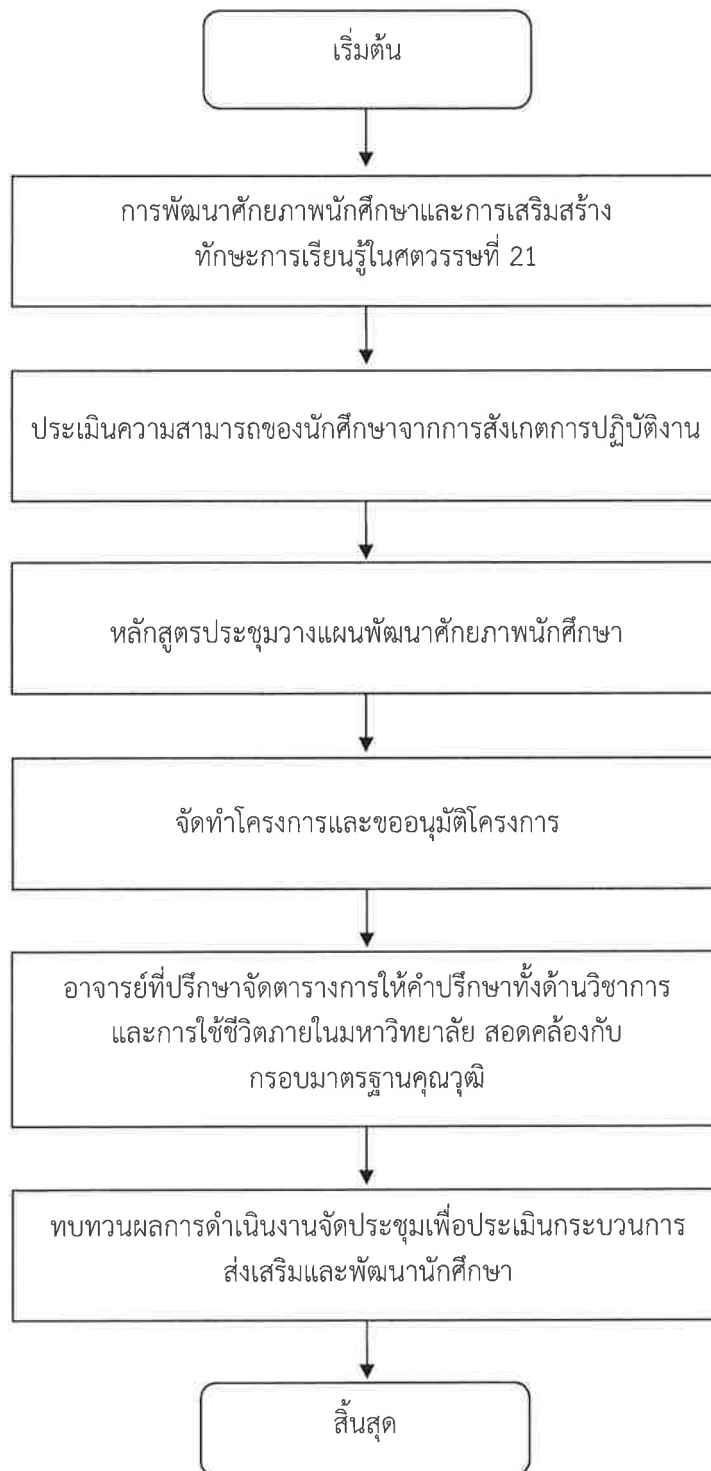 เริ่มต้น
การพัฒนาศักยภาพนักศึกษาและการเสริมสร้าง
ทักษะการเรียนรู้ในศตวรรษที่ 21
ประเมินความสามารถของนักศึกษาจากการสังเกตการปฏิบัติงาน
หลักสูตรประชุมวางแผนพัฒนาศักยภาพนักศึกษา
จัดทำโครงการและขออนุมัติโครงการ
อาจารย์ที่ปรึกษาจัดตารางการให้คำปรึกษาทั้งด้านวิชาการ
และการใช้ชีวิตภายในมหาวิทยาลัย สอดคล้องกับ
กรอบมาตรฐานคุณวุฒิ
ทบทวนผลการดำเนินงานจัดประชุมเพื่อประเมินกระบวนการ
ส่งเสริมและพัฒนานักศึกษา
สิ้นสุด